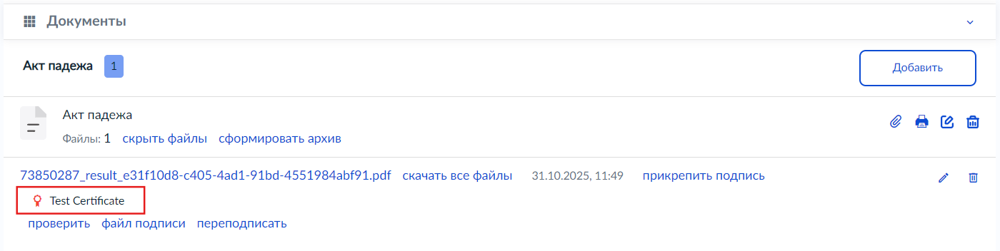 Документы
Акт падежа 1 Добавить
Акт падежа
Файлы: 1 скрыть файлы сформировать архив
73850287_result_e31f10d8-c405-4ad1-91bd-4551984abf91.pdf скачать все файлы 31.10.2025, 11:49 прикрепить подпись
Test Certificate
проверить файл подписи переподписать